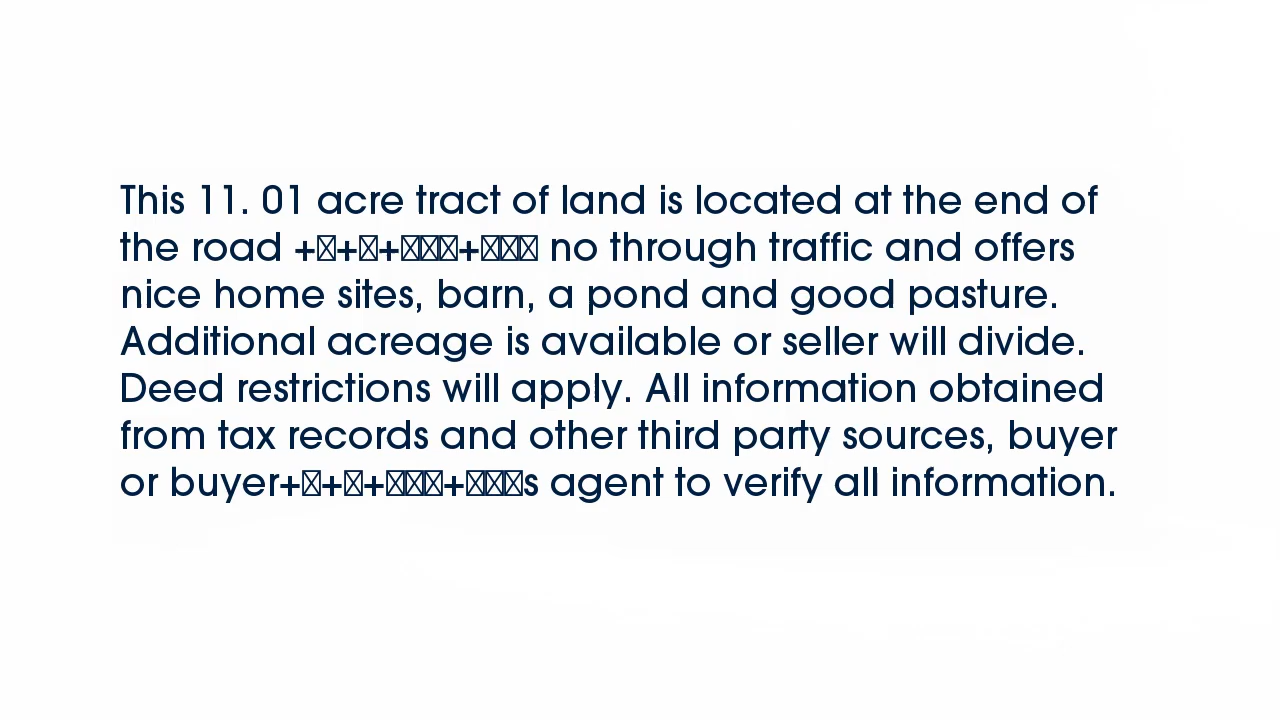 This 11. 01 acre tract of land is located at the end of
the road +☒+☒+☒☒☒+☒☒☒ no through traffic and offers
nice home sites, barn, a pond and good pasture.
Additional acreage is available or seller will divide.
Deed restrictions will apply. All information obtained
from tax records and other third party sources, buyer
or buyer+☒+☒+☒☒☒+☒☒☒s agent to verify all information.